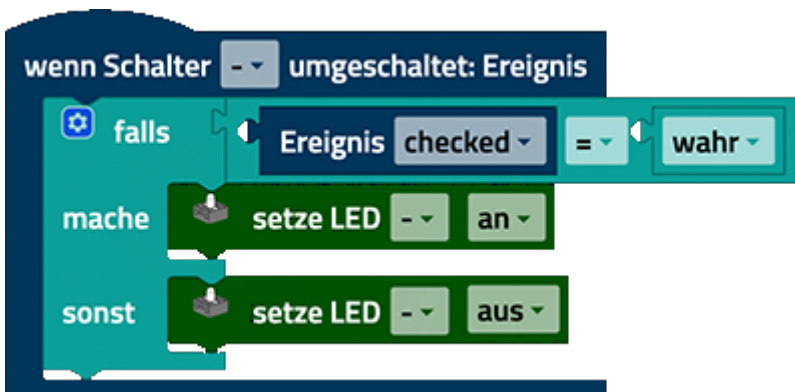 wenn Schalter - umgeschaltet: Ereignis
falls Ereignis checked = wahr
mache setze LED - an
sonst setze LED - aus